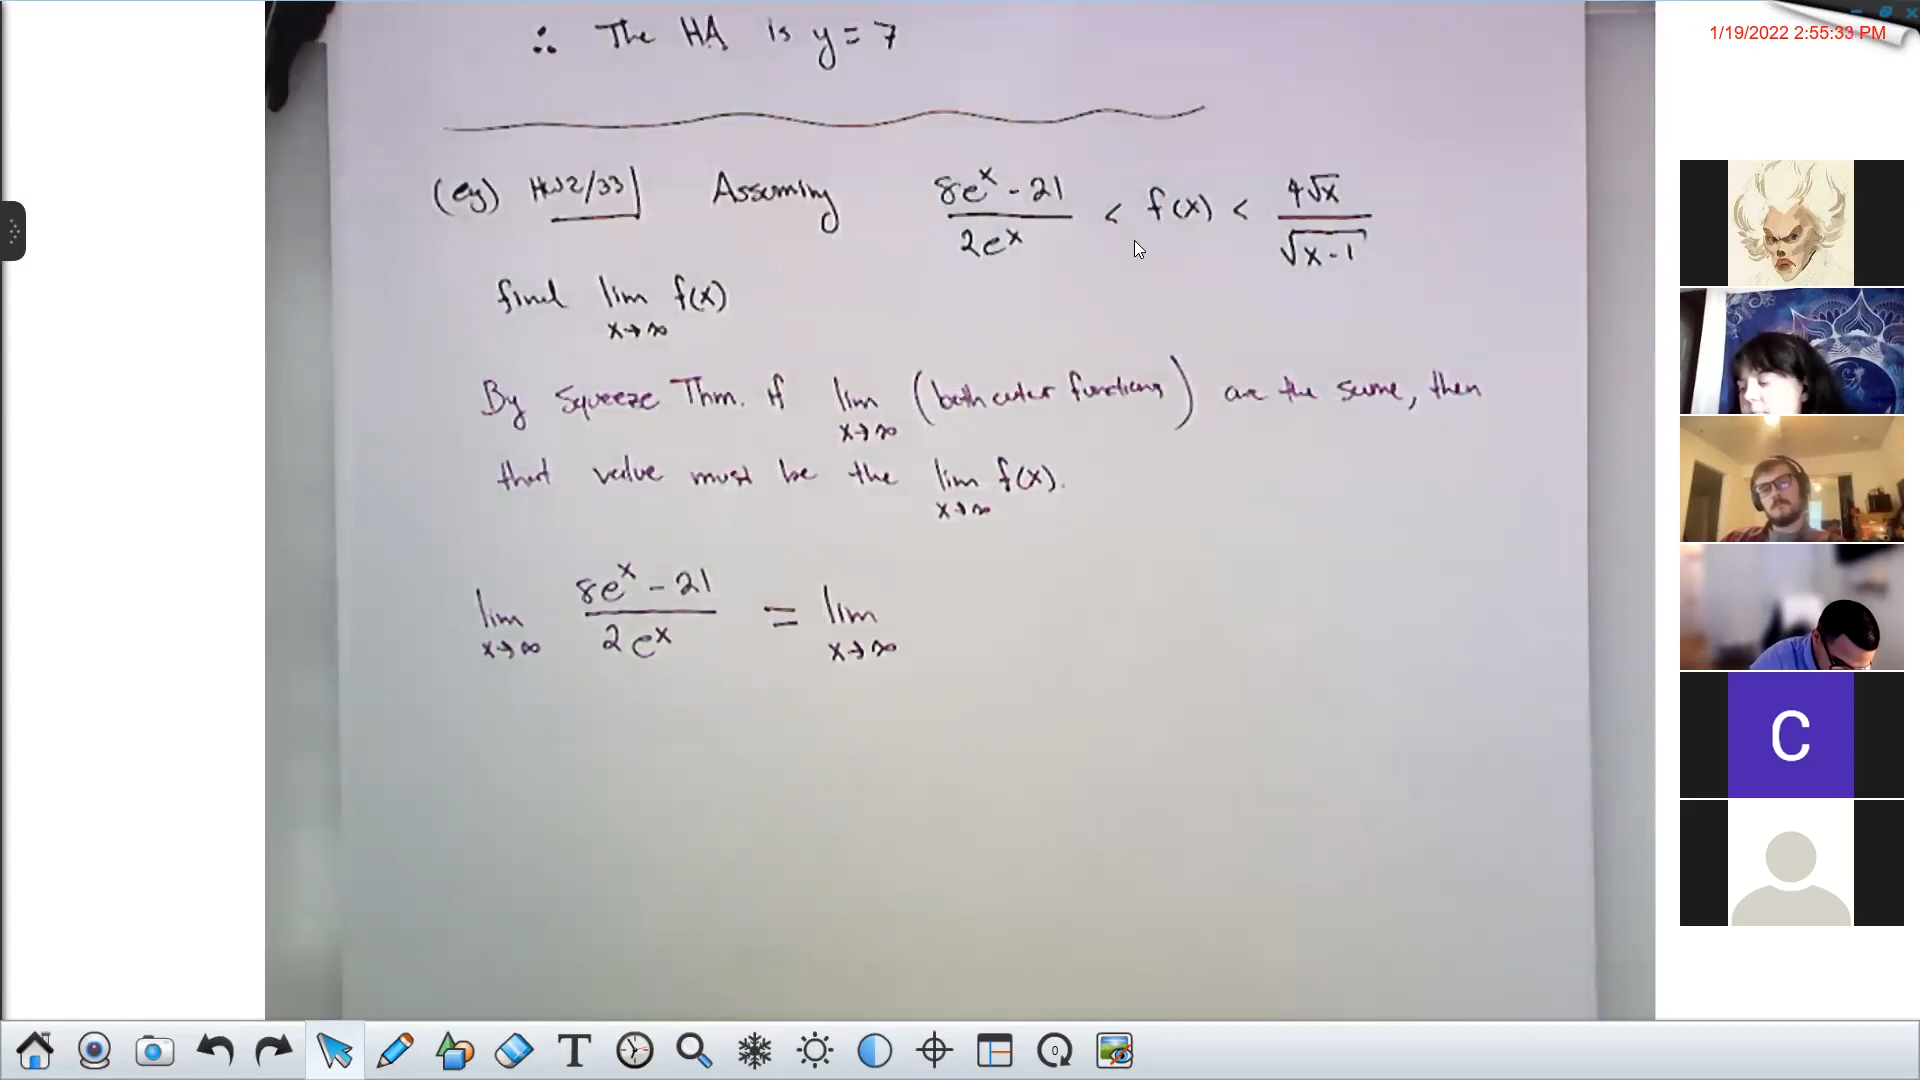 1/19/2022 2:55:33 PM
∴ The HA is y = 7
(eg) HW2/33 Assuming (8e^x - 21)/(2e^x) < f(x) < (4√x)/(√(x-1))
find lim x→∞ f(x)
By Squeeze Thm. if lim x→∞ (both outer functions) are the same, then
that value must be the lim x→∞ f(x).
lim x→∞ (8e^x - 21)/(2e^x) = lim x→∞
C
T
0